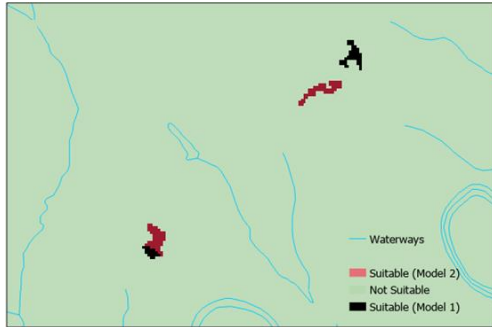 Waterways
Suitable (Model 2)
Not Suitable
Suitable (Model 1)